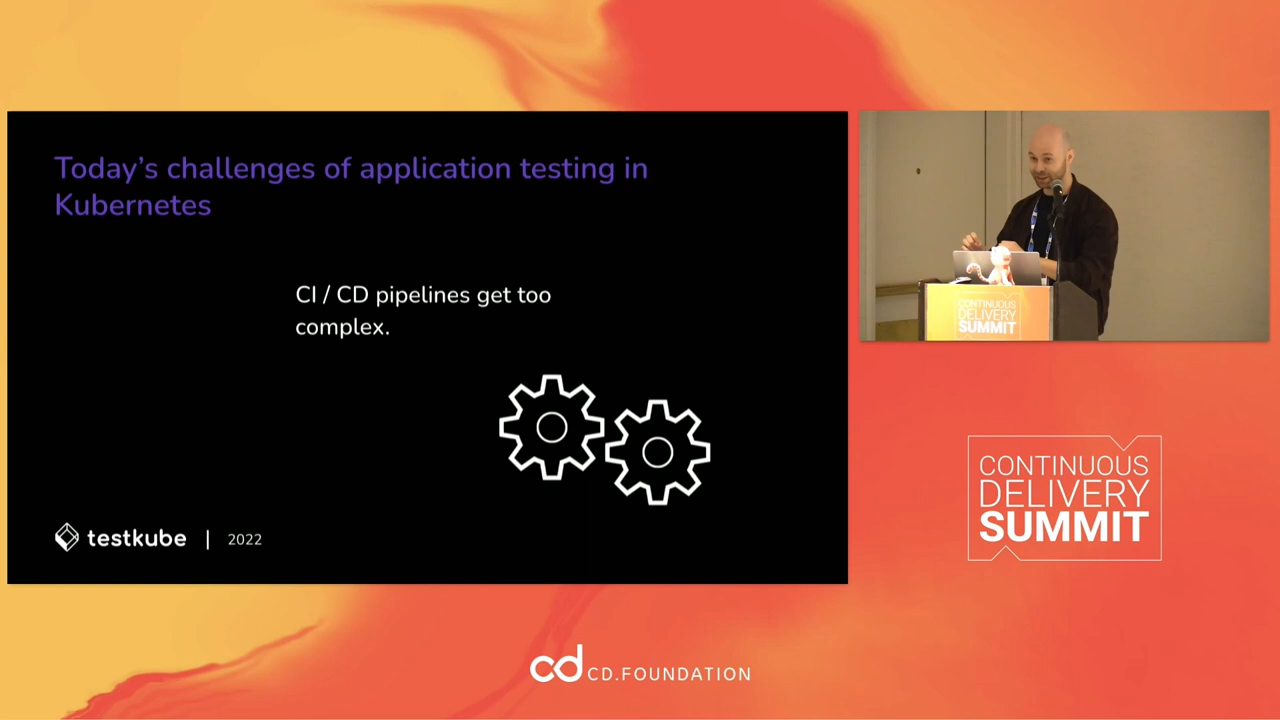 Today’s challenges of application testing in
Kubernetes
CI / CD pipelines get too
complex.
testkube | 2022
CONTINUOUS
DELIVERY
SUMMIT
CONTINUOUS
DELIVERY
SUMMIT
cd CD.FOUNDATION